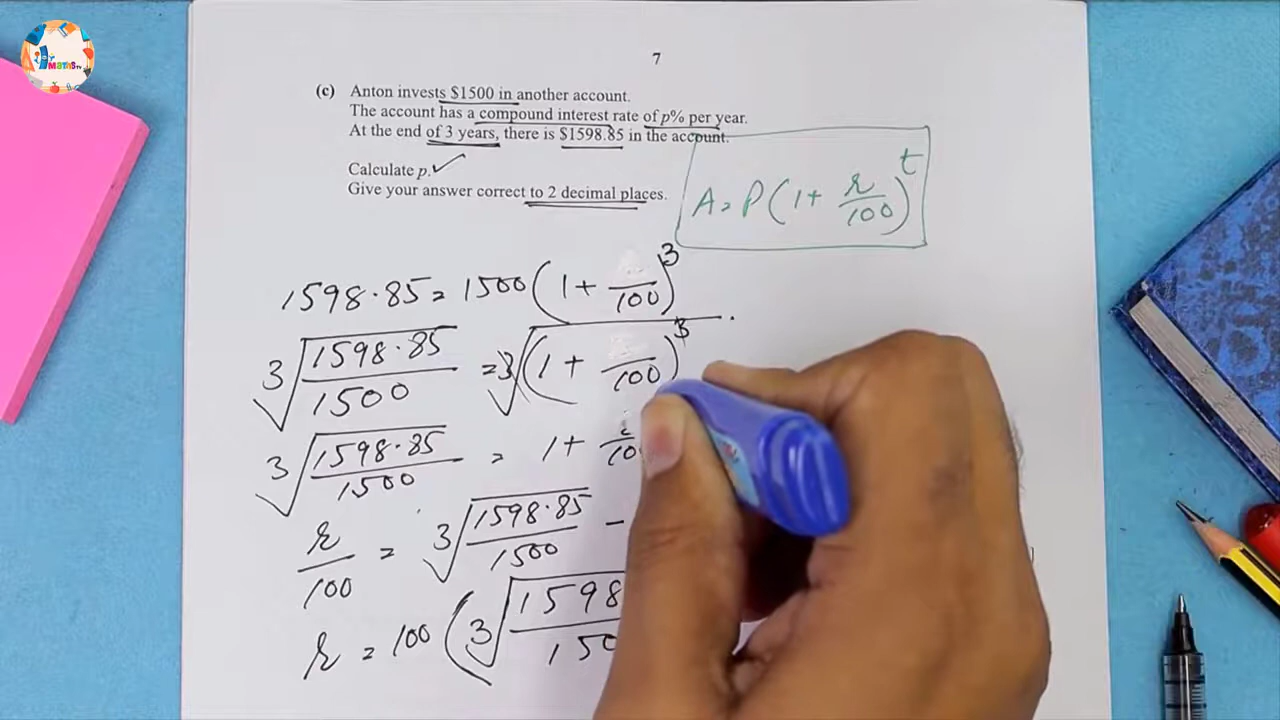 MATHS TV
7
(c) Anton invests $1500 in another account.
The account has a compound interest rate of p% per year.
At the end of 3 years, there is $1598.85 in the account.
Calculate p.
Give your answer correct to 2 decimal places.
A = P(1 + r/100)^t
1598.85 = 1500(1 + /100)^3
3√(1598.85/1500) = 3√(1 + /100)^3
3√(1598.85/1500) = 1 + /10
r/100 = 3√(1598.85/1500) -
r = 100(3√(1598/150